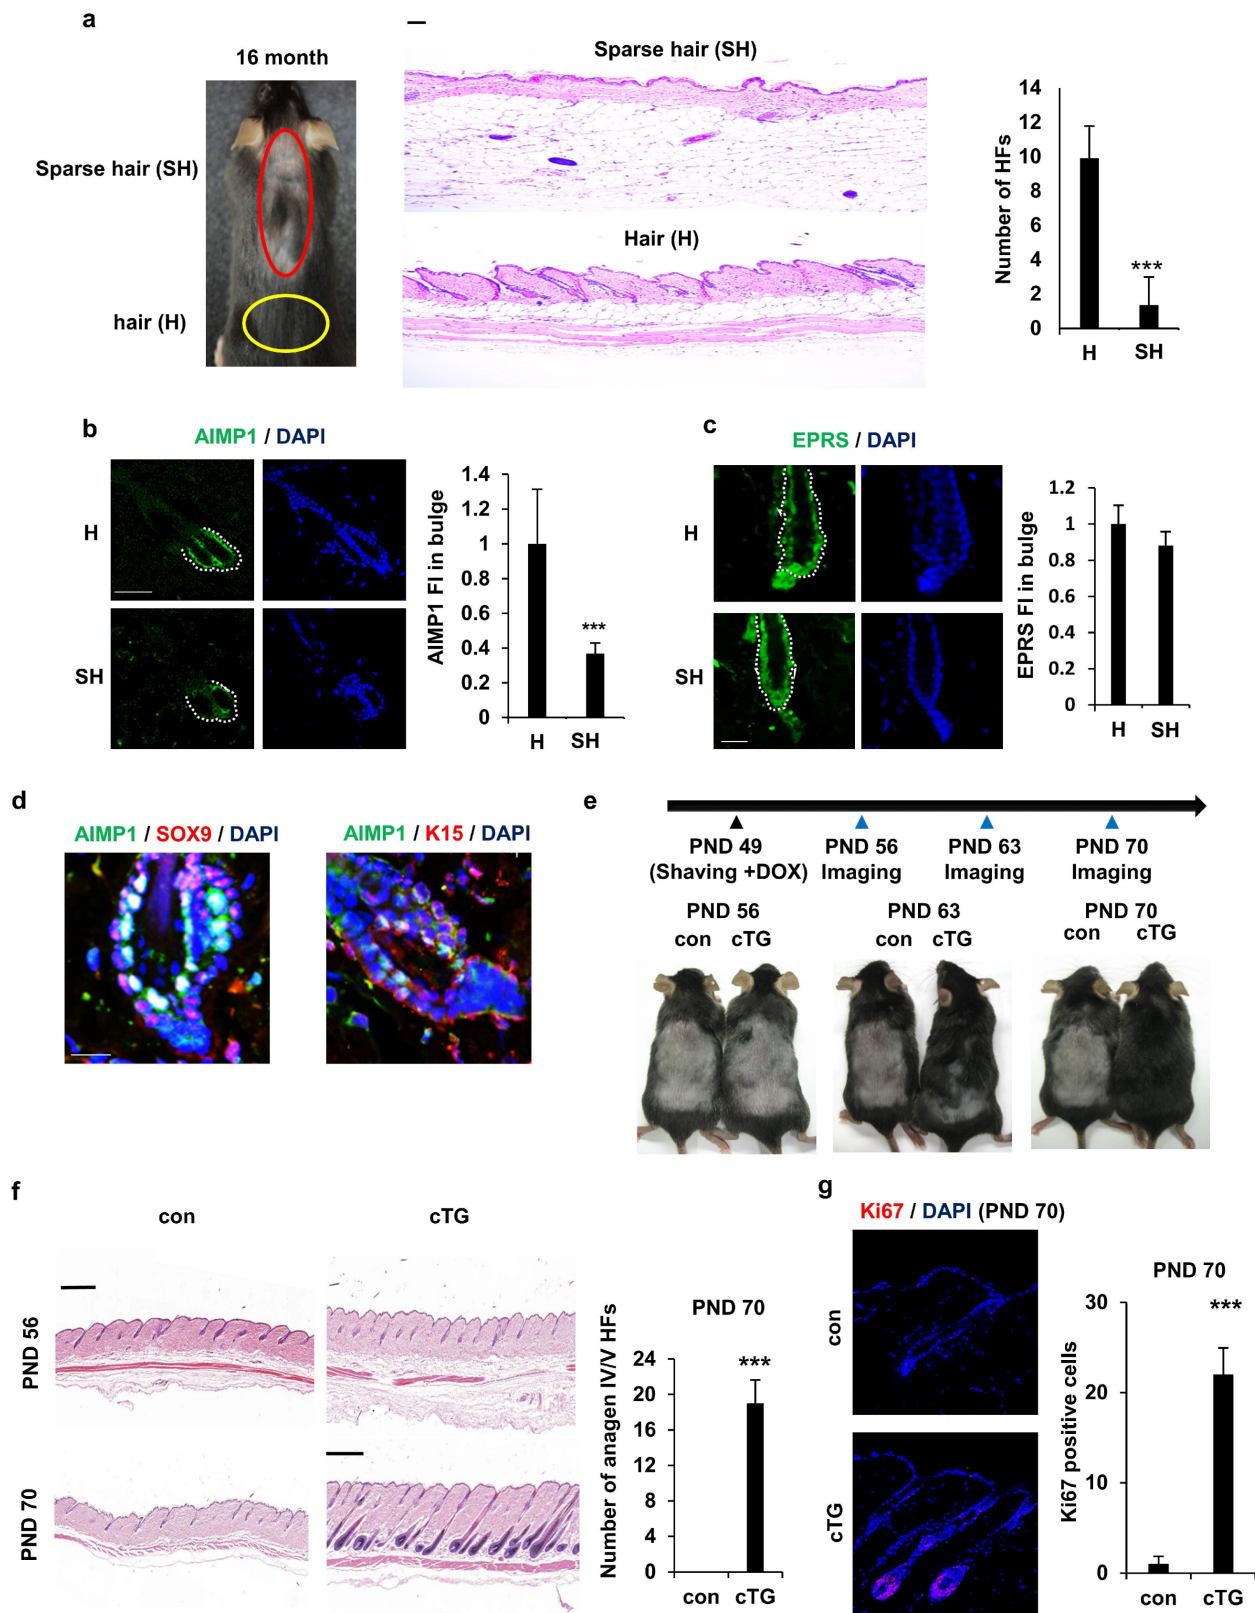 a
16 month
Sparse hair (SH)
hair (H)
Sparse hair (SH)
Hair (H)
Number of HFs
14
12
10
8
6
4
2
0
***
H SH
b
AIMP1 / DAPI
H
SH
AIMP1 FI in bulge
1.4
1.2
1
0.8
0.6
0.4
0.2
0
***
H SH
c
EPRS / DAPI
H
SH
EPRS FI in bulge
1.2
1
0.8
0.6
0.4
0.2
0
H SH
d
AIMP1 / SOX9 / DAPI
AIMP1 / K15 / DAPI
e
PND 49
(Shaving +DOX)
PND 56
Imaging
PND 63
Imaging
PND 70
Imaging
PND 56
con cTG
PND 63
con cTG
PND 70
con cTG
f
con
cTG
PND 56
PND 70
PND 70
Number of anagen IV/V HFs
24
20
16
12
8
4
0
***
con cTG
g
Ki67 / DAPI (PND 70)
con
cTG
PND 70
Ki67 positive cells
30
20
10
0
***
con cTG